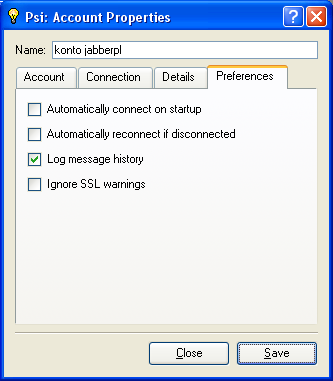 Psi: Account Properties
Name: konto jabberpl
Account Connection Details Preferences
Automatically connect on startup
Automatically reconnect if disconnected
Log message history
Ignore SSL warnings
Close Save